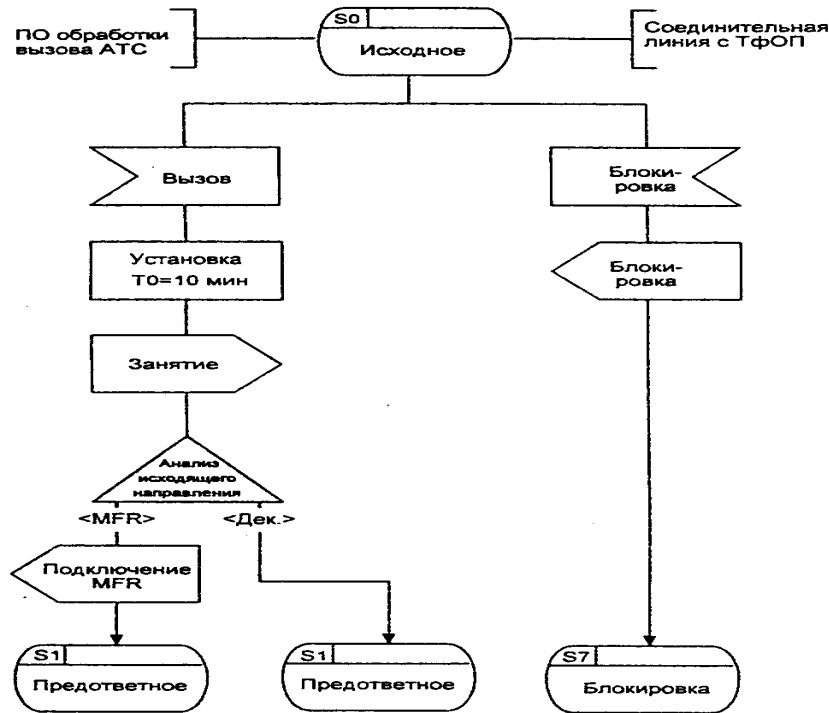 ПО обработки
вызова АТС
S0
Исходное
Соединительная
линия с ТфОП
Вызов
Блоки-
ровка
Установка
T0=10 мин
Блоки-
ровка
Занятие
Анализ
исходящего
направления
<MFR>
<Дек.>
Подключение
MFR
S1
Предответное
S1
Предответное
S7
Блокировка